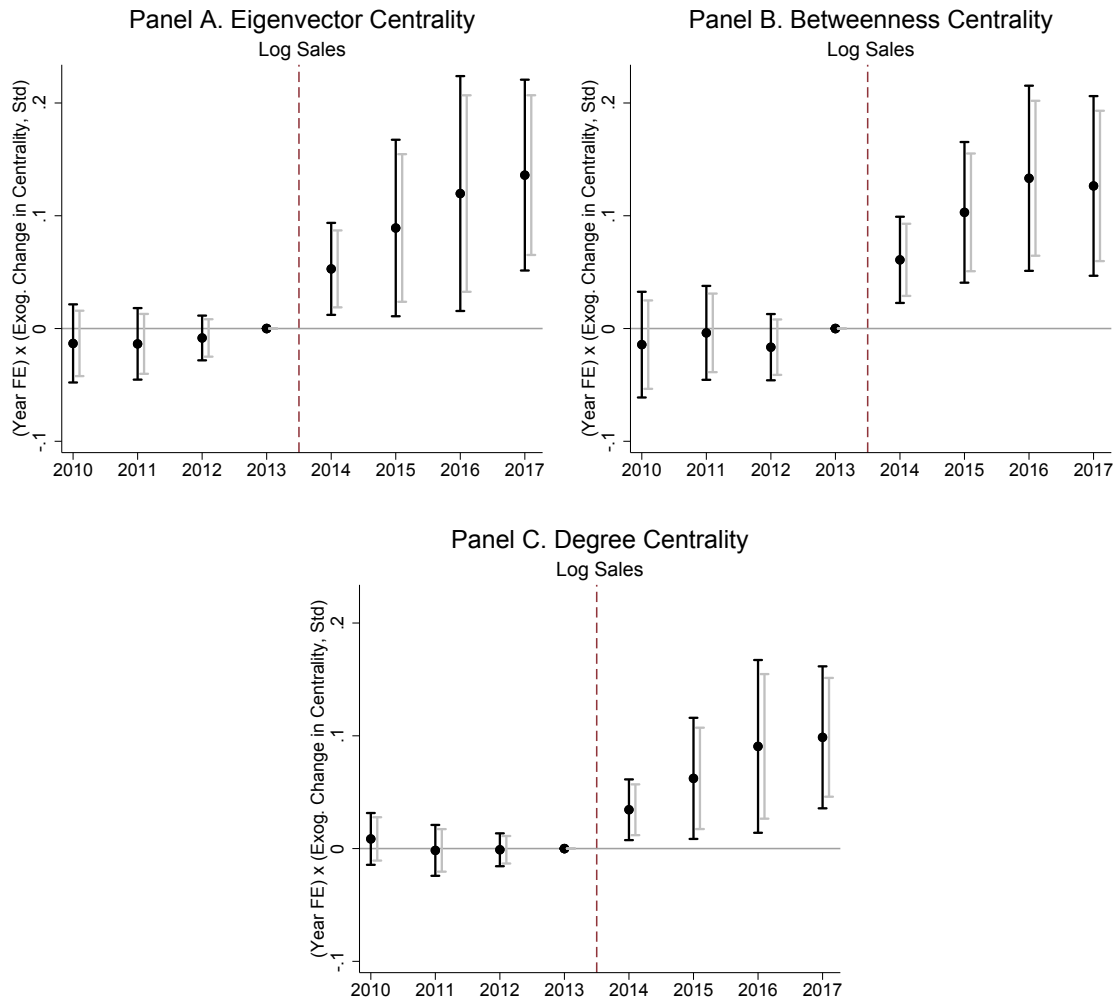 Panel A. Eigenvector Centrality
Log Sales
(Year FE) x (Exog. Change in Centrality, Std)
.2
.1
0
-.1
2010 2011 2012 2013 2014 2015 2016 2017
Panel B. Betweenness Centrality
Log Sales
(Year FE) x (Exog. Change in Centrality, Std)
.2
.1
0
-.1
2010 2011 2012 2013 2014 2015 2016 2017
Panel C. Degree Centrality
Log Sales
(Year FE) x (Exog. Change in Centrality, Std)
.2
.1
0
-.1
2010 2011 2012 2013 2014 2015 2016 2017